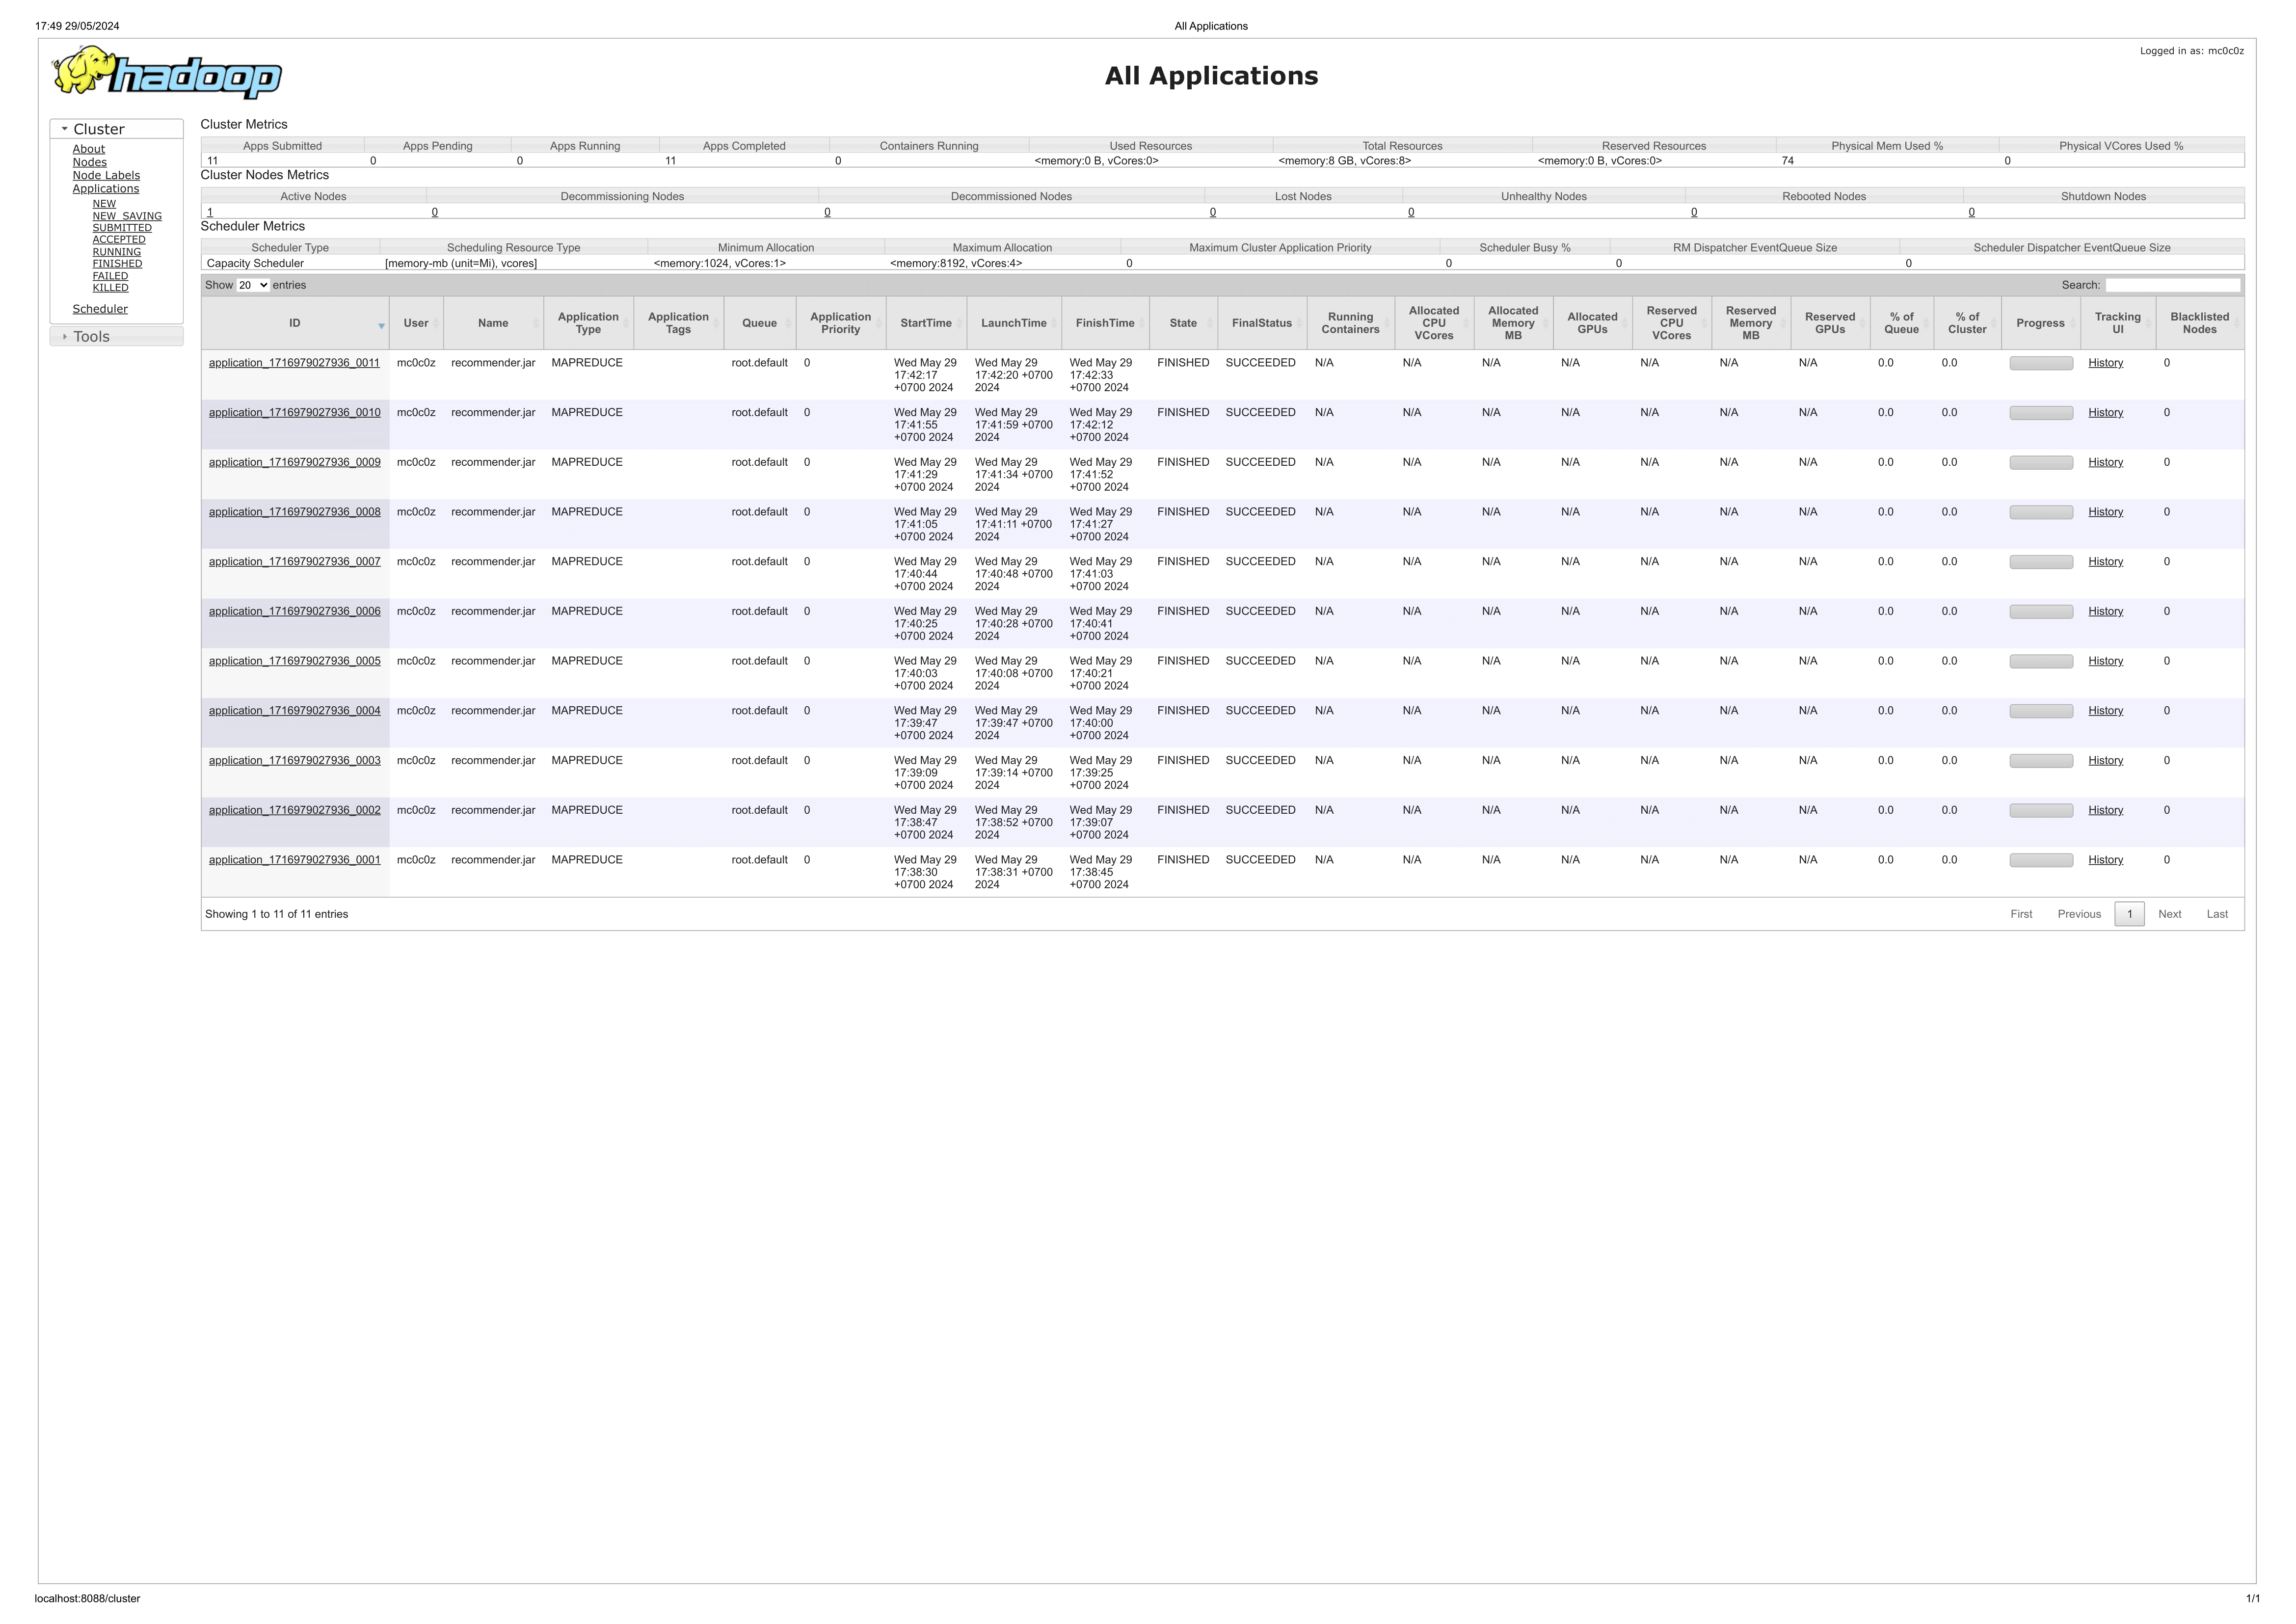 17:49 29/05/2024 All Applications
hadoop
All Applications
Logged in as: mc0c0z
Cluster
About
Nodes
Node Labels
Applications
NEW
NEW_SAVING
SUBMITTED
ACCEPTED
RUNNING
FINISHED
FAILED
KILLED
Scheduler
Tools
Cluster Metrics
Apps Submitted Apps Pending Apps Running Apps Completed Containers Running Used Resources Total Resources Reserved Resources Physical Mem Used % Physical VCores Used %
11 0 0 11 0 <memory:0 B, vCores:0> <memory:8 GB, vCores:8> <memory:0 B, vCores:0> 74 0
Cluster Nodes Metrics
Active Nodes Decommissioning Nodes Decommissioned Nodes Lost Nodes Unhealthy Nodes Rebooted Nodes Shutdown Nodes
1 0 0 0 0 0 0
Scheduler Metrics
Scheduler Type Scheduling Resource Type Minimum Allocation Maximum Allocation Maximum Cluster Application Priority Scheduler Busy % RM Dispatcher EventQueue Size Scheduler Dispatcher EventQueue Size
Capacity Scheduler [memory-mb (unit=Mi), vcores] <memory:1024, vCores:1> <memory:8192, vCores:4> 0 0 0 0
Show 20 entries Search:
ID User Name Application Type Application Tags Queue Application Priority StartTime LaunchTime FinishTime State FinalStatus Running Containers Allocated CPU VCores Allocated Memory MB Allocated GPUs Reserved CPU VCores Reserved Memory MB Reserved GPUs % of Queue % of Cluster Progress Tracking UI Blacklisted Nodes
application_1716979027936_0011 mc0c0z recommender.jar MAPREDUCE root.default 0 Wed May 29 Wed May 29 Wed May 29 FINISHED SUCCEEDED N/A N/A N/A N/A N/A N/A N/A 0.0 0.0 History 0
17:42:17 17:42:20 +0700 17:42:33
+0700 2024 2024 +0700 2024
application_1716979027936_0010 mc0c0z recommender.jar MAPREDUCE root.default 0 Wed May 29 Wed May 29 Wed May 29 FINISHED SUCCEEDED N/A N/A N/A N/A N/A N/A N/A 0.0 0.0 History 0
17:41:55 17:41:59 +0700 17:42:12
+0700 2024 2024 +0700 2024
application_1716979027936_0009 mc0c0z recommender.jar MAPREDUCE root.default 0 Wed May 29 Wed May 29 Wed May 29 FINISHED SUCCEEDED N/A N/A N/A N/A N/A N/A N/A 0.0 0.0 History 0
17:41:29 17:41:34 +0700 17:41:52
+0700 2024 2024 +0700 2024
application_1716979027936_0008 mc0c0z recommender.jar MAPREDUCE root.default 0 Wed May 29 Wed May 29 Wed May 29 FINISHED SUCCEEDED N/A N/A N/A N/A N/A N/A N/A 0.0 0.0 History 0
17:41:05 17:41:11 +0700 17:41:27
+0700 2024 2024 +0700 2024
application_1716979027936_0007 mc0c0z recommender.jar MAPREDUCE root.default 0 Wed May 29 Wed May 29 Wed May 29 FINISHED SUCCEEDED N/A N/A N/A N/A N/A N/A N/A 0.0 0.0 History 0
17:40:44 17:40:48 +0700 17:41:03
+0700 2024 2024 +0700 2024
application_1716979027936_0006 mc0c0z recommender.jar MAPREDUCE root.default 0 Wed May 29 Wed May 29 Wed May 29 FINISHED SUCCEEDED N/A N/A N/A N/A N/A N/A N/A 0.0 0.0 History 0
17:40:25 17:40:28 +0700 17:40:41
+0700 2024 2024 +0700 2024
application_1716979027936_0005 mc0c0z recommender.jar MAPREDUCE root.default 0 Wed May 29 Wed May 29 Wed May 29 FINISHED SUCCEEDED N/A N/A N/A N/A N/A N/A N/A 0.0 0.0 History 0
17:40:03 17:40:08 +0700 17:40:21
+0700 2024 2024 +0700 2024
application_1716979027936_0004 mc0c0z recommender.jar MAPREDUCE root.default 0 Wed May 29 Wed May 29 Wed May 29 FINISHED SUCCEEDED N/A N/A N/A N/A N/A N/A N/A 0.0 0.0 History 0
17:39:47 17:39:47 +0700 17:40:00
+0700 2024 2024 +0700 2024
application_1716979027936_0003 mc0c0z recommender.jar MAPREDUCE root.default 0 Wed May 29 Wed May 29 Wed May 29 FINISHED SUCCEEDED N/A N/A N/A N/A N/A N/A N/A 0.0 0.0 History 0
17:39:09 17:39:14 +0700 17:39:25
+0700 2024 2024 +0700 2024
application_1716979027936_0002 mc0c0z recommender.jar MAPREDUCE root.default 0 Wed May 29 Wed May 29 Wed May 29 FINISHED SUCCEEDED N/A N/A N/A N/A N/A N/A N/A 0.0 0.0 History 0
17:38:47 17:38:52 +0700 17:39:07
+0700 2024 2024 +0700 2024
application_1716979027936_0001 mc0c0z recommender.jar MAPREDUCE root.default 0 Wed May 29 Wed May 29 Wed May 29 FINISHED SUCCEEDED N/A N/A N/A N/A N/A N/A N/A 0.0 0.0 History 0
17:38:30 17:38:31 +0700 17:38:45
+0700 2024 2024 +0700 2024
Showing 1 to 11 of 11 entries First Previous 1 Next Last
localhost:8088/cluster 1/1